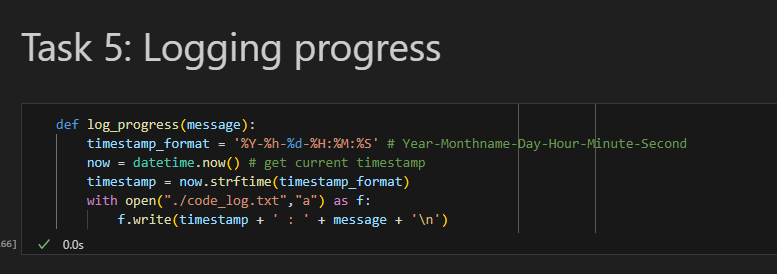 Task 5: Logging progress
def log_progress(message):
    timestamp_format = '%Y-%h-%d-%H:%M:%S' # Year-Monthname-Day-Hour-Minute-Second
    now = datetime.now() # get current timestamp
    timestamp = now.strftime(timestamp_format)
    with open("./code_log.txt","a") as f:
        f.write(timestamp + ' : ' + message + '\n')
66]
0.0s